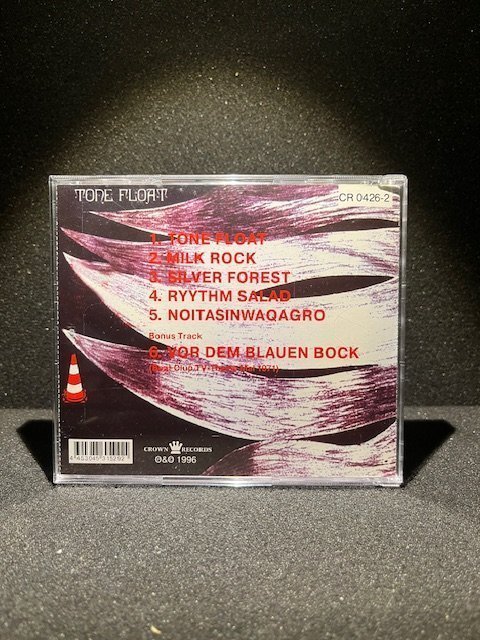 TONE FLOAT
CR 0426-2
1. TONE FLOAT
2. MILK ROCK
3. SILVER FOREST
4. RYYTHM SALAD
5. NOITASINWAQAGRO
Bonus Track
6. VOR DEM BLAUEN BOCK
CROWN RECORDS
℗&© 1996